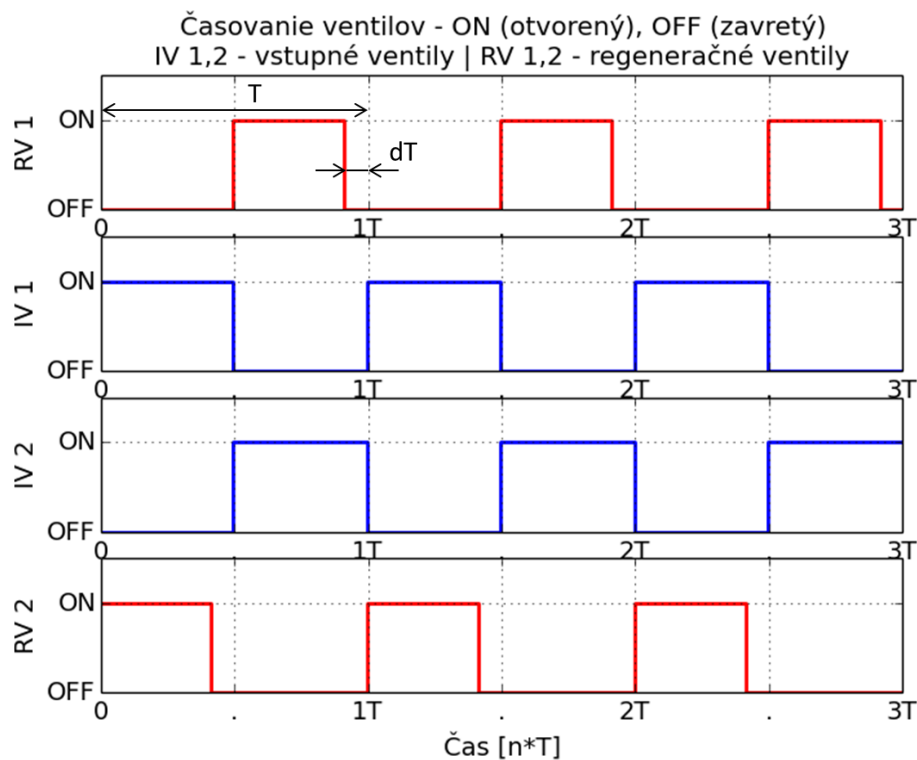 Časovanie ventilov - ON (otvorený), OFF (zavretý)
IV 1,2 - vstupné ventily | RV 1,2 - regeneračné ventily
T
dT
RV 1
ON
OFF
0 . 1T . 2T . 3T
IV 1
ON
OFF
0 . 1T . 2T . 3T
IV 2
ON
OFF
0 . 1T . 2T . 3T
RV 2
ON
OFF
0 . 1T . 2T . 3T
Čas [n*T]